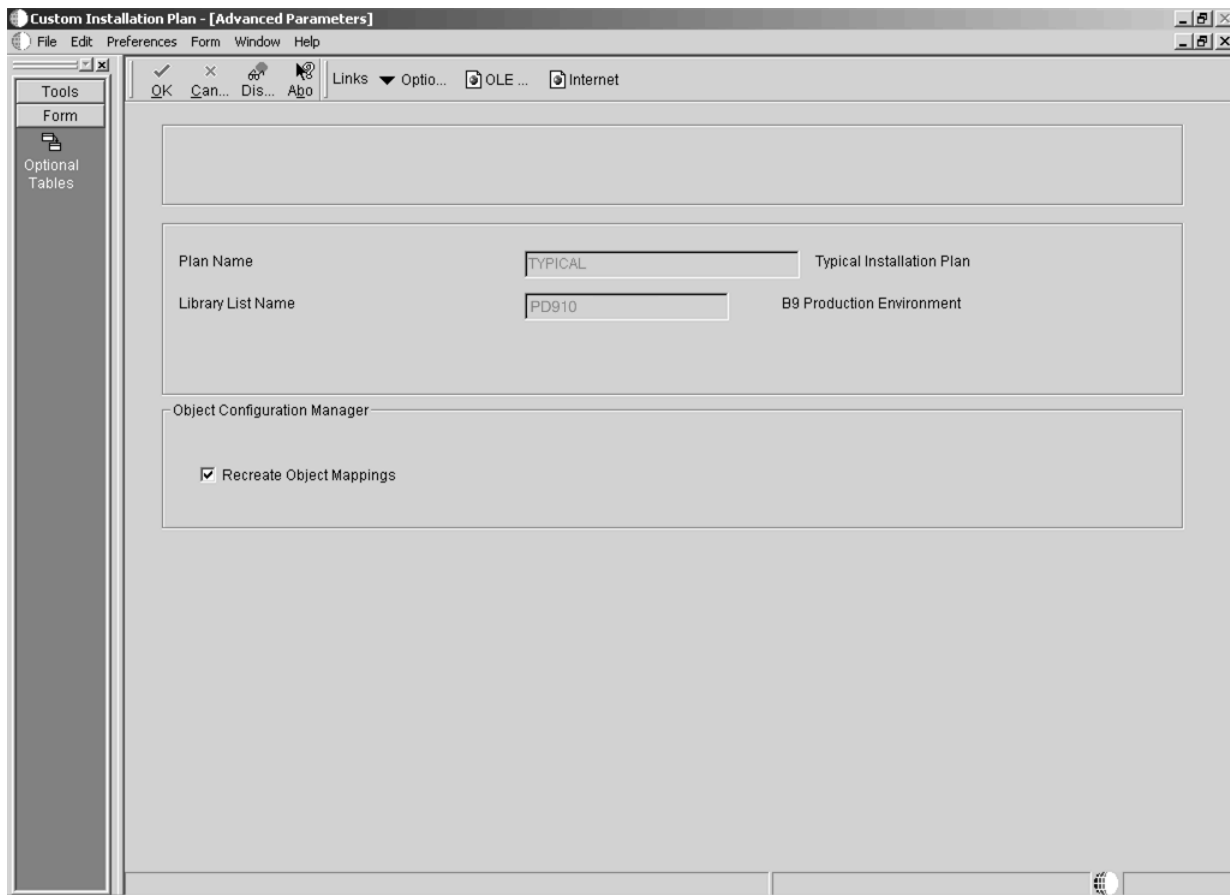 Custom Installation Plan - [Advanced Parameters]
File Edit Preferences Form Window Help
Tools
Form
Optional
Tables
OK Can... Dis... Abo Links Optio... OLE ... Internet
Plan Name TYPICAL Typical Installation Plan
Library List Name PD910 B9 Production Environment
Object Configuration Manager
Recreate Object Mappings